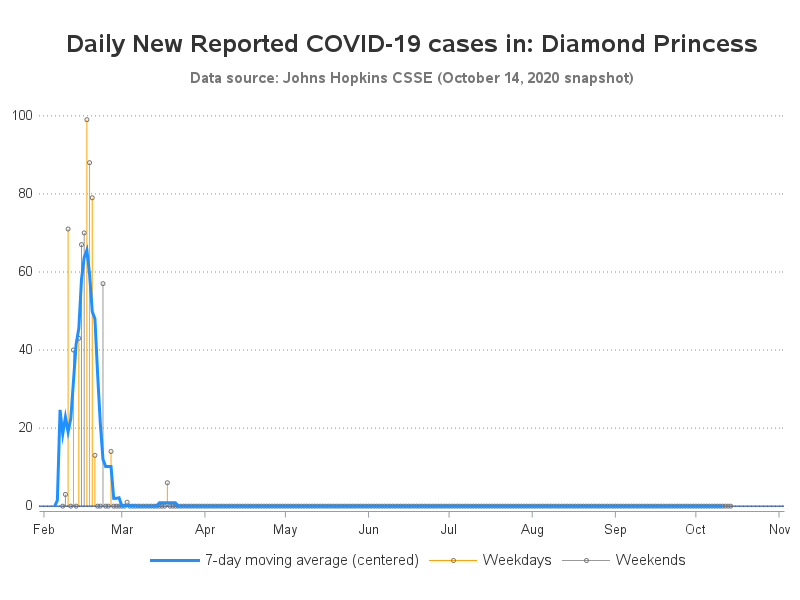 Daily New Reported COVID-19 cases in: Diamond Princess
Data source: Johns Hopkins CSSE (October 14, 2020 snapshot)
100
80
60
40
20
0
Feb Mar Apr May Jun Jul Aug Sep Oct Nov
7-day moving average (centered) Weekdays Weekends